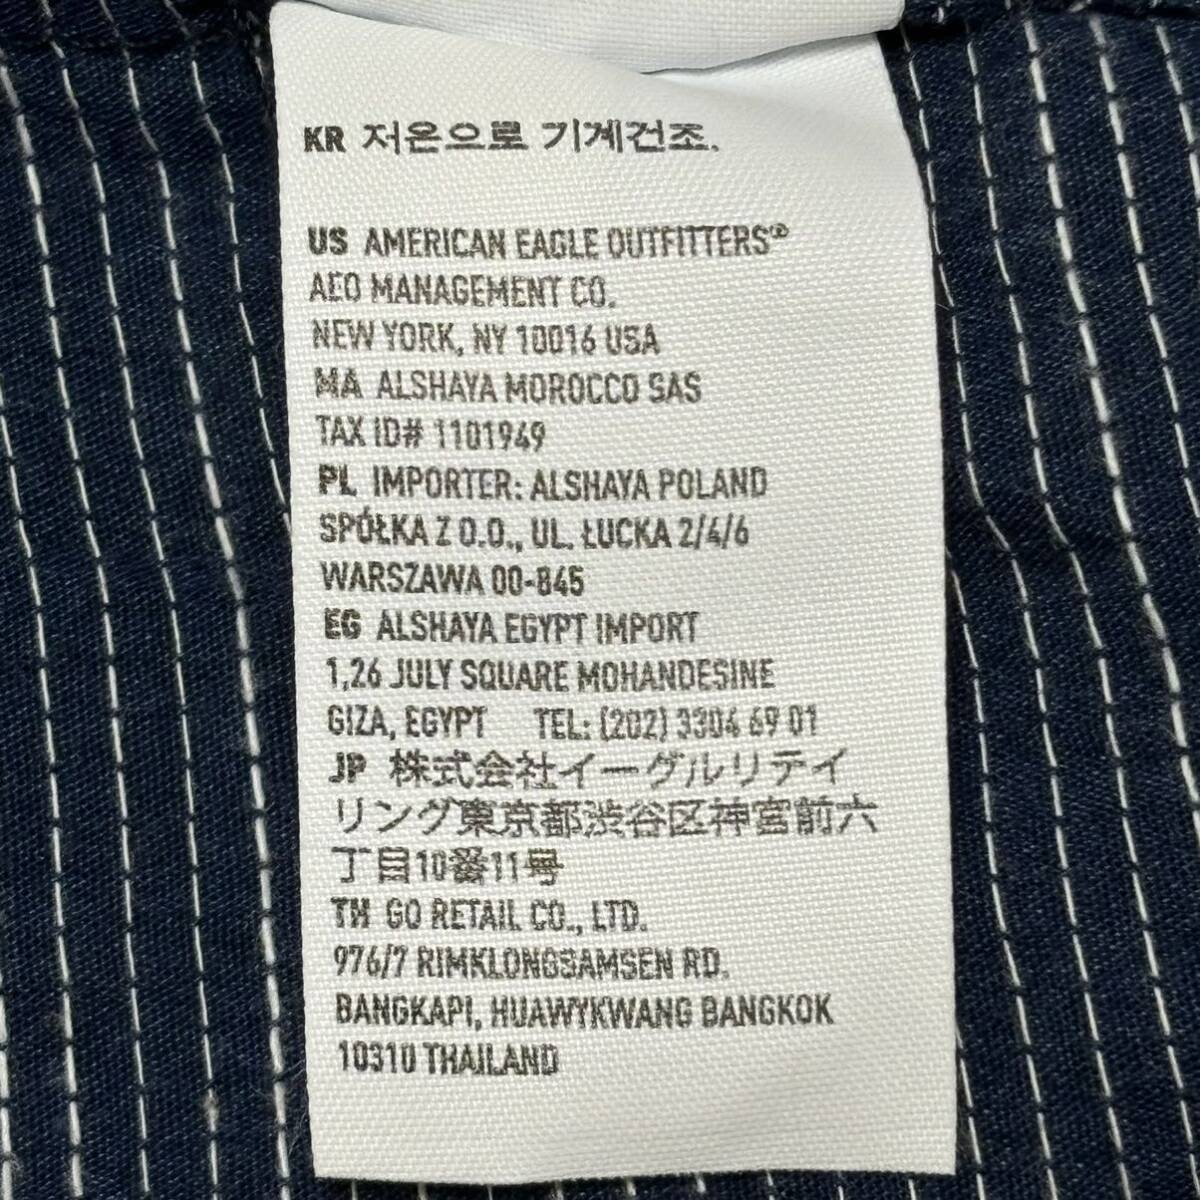 KR 저온으로 기계건조.
US AMERICAN EAGLE OUTFITTERS®
AEO MANAGEMENT CO.
NEW YORK, NY 10016 USA
MA ALSHAYA MOROCCO SAS
TAX ID# 1101949
PL IMPORTER: ALSHAYA POLAND
SPÓŁKA Z O.O., UL. ŁUCKA 2/4/6
WARSZAWA 00-845
EG ALSHAYA EGYPT IMPORT
1,26 JULY SQUARE MOHANDESINE
GIZA, EGYPT TEL: (202) 3304 69 01
JP 株式会社イーグルリテイ
リング東京都渋谷区神宮前六
丁目10番11号
TH GO RETAIL CO., LTD.
976/7 RIMKLONGSAMSEN RD.
BANGKAPI, HUAWYKWANG BANGKOK
10310 THAILAND